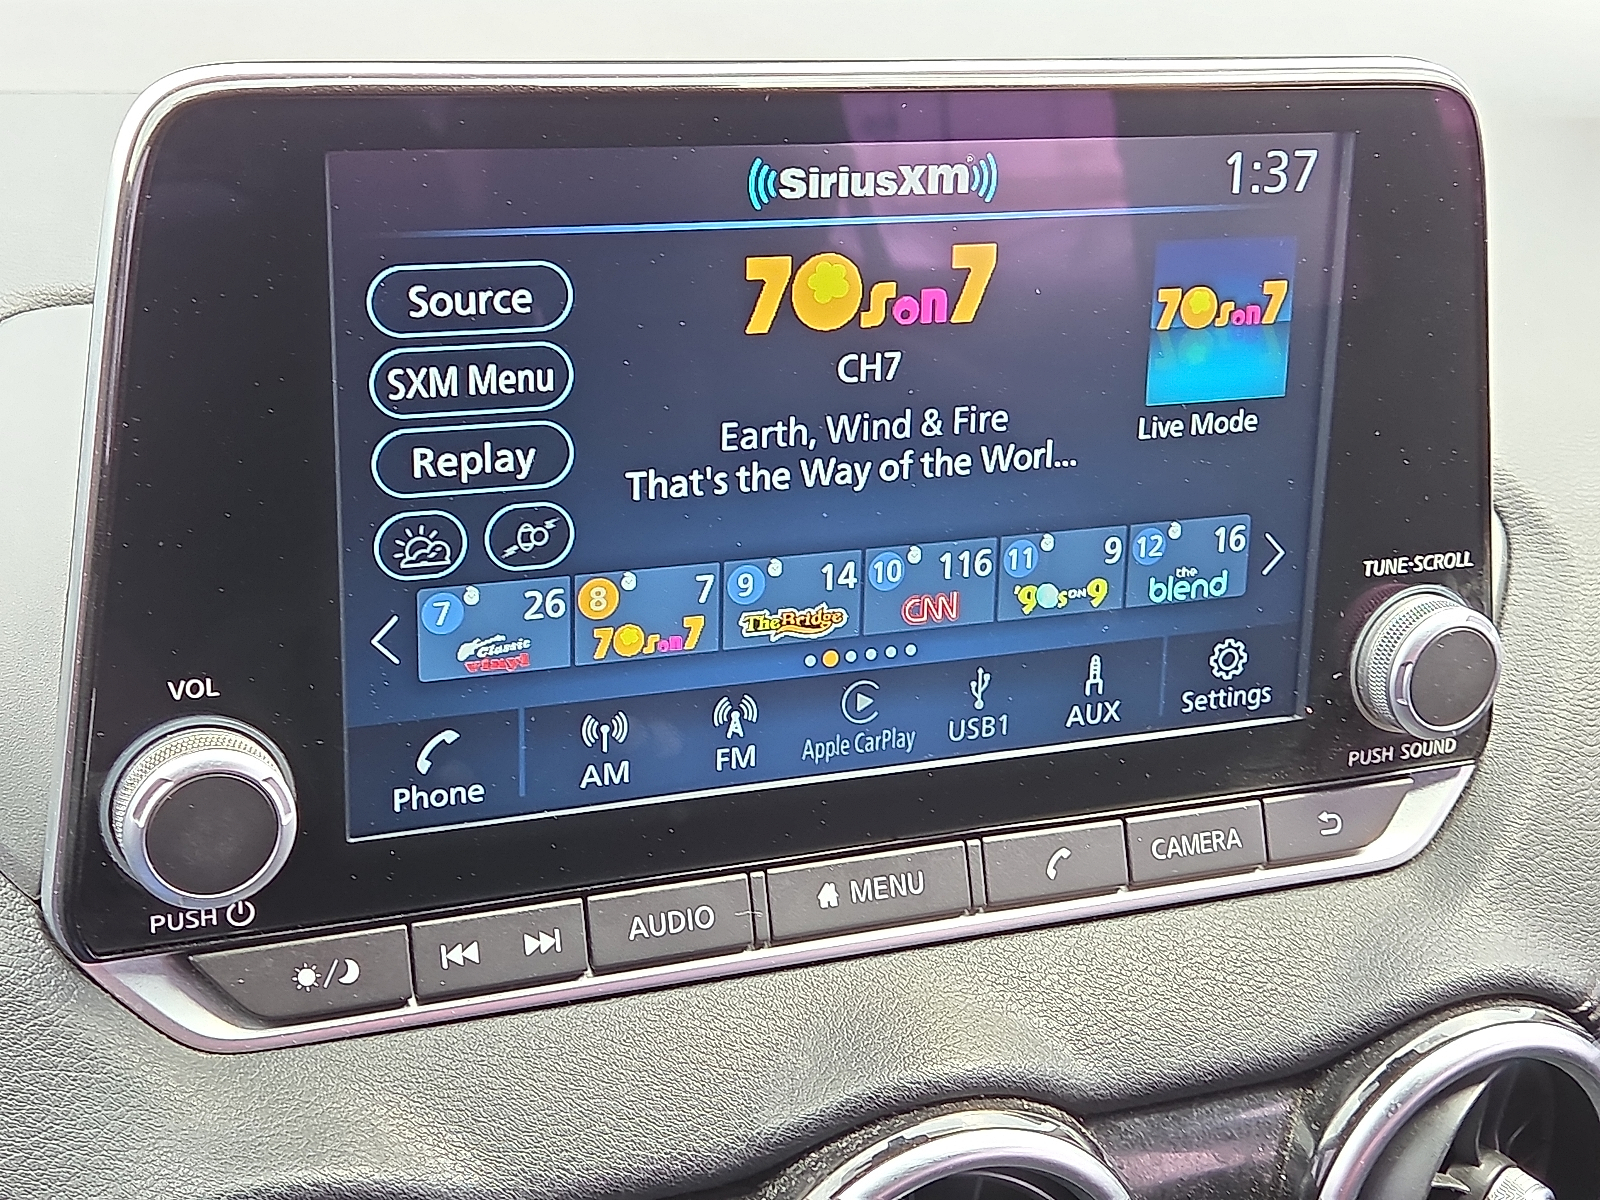 SiriusXM
1:37
Source
SXM Menu
Replay
70s on 7
CH7
Earth, Wind & Fire
That's the Way of the Worl...
70s on 7
Live Mode
7 26
Classic
Vinyl
8 7
70s on 7
9 14
The Bridge
10 116
CNN
11 9
'90s ON 9
12 16
the
blend
Phone
AM
FM
Apple CarPlay
USB1
AUX
Settings
VOL
PUSH
TUNE·SCROLL
PUSH SOUND
AUDIO
MENU
CAMERA